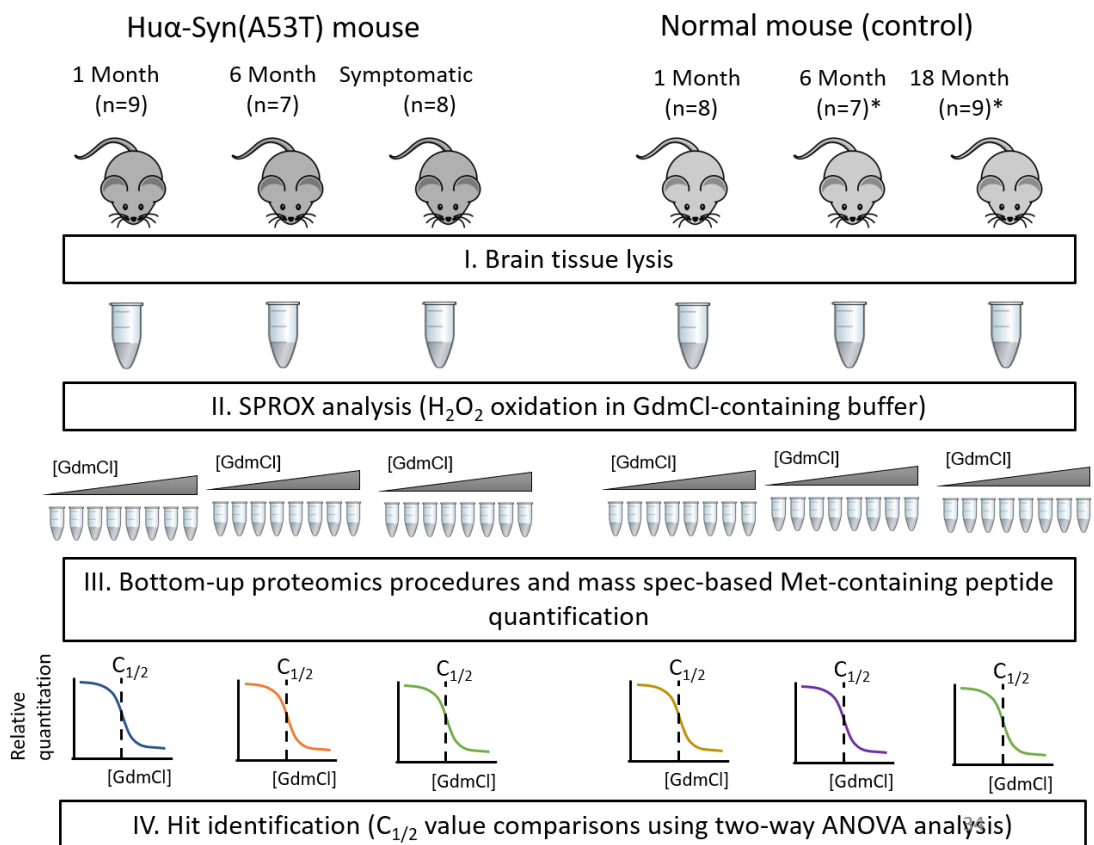 Huα-Syn(A53T) mouse
Normal mouse (control)
1 Month
(n=9)
6 Month
(n=7)
Symptomatic
(n=8)
1 Month
(n=8)
6 Month
(n=7)*
18 Month
(n=9)*
I. Brain tissue lysis
II. SPROX analysis (H₂O₂ oxidation in GdmCl-containing buffer)
[GdmCl]
[GdmCl]
[GdmCl]
[GdmCl]
[GdmCl]
[GdmCl]
III. Bottom-up proteomics procedures and mass spec-based Met-containing peptide
quantification
Relative
quantitation
C₁/₂
C₁/₂
C₁/₂
C₁/₂
C₁/₂
C₁/₂
[GdmCl]
[GdmCl]
[GdmCl]
[GdmCl]
[GdmCl]
[GdmCl]
IV. Hit identification (C₁/₂ value comparisons using two-way ANOVA analysis)
34